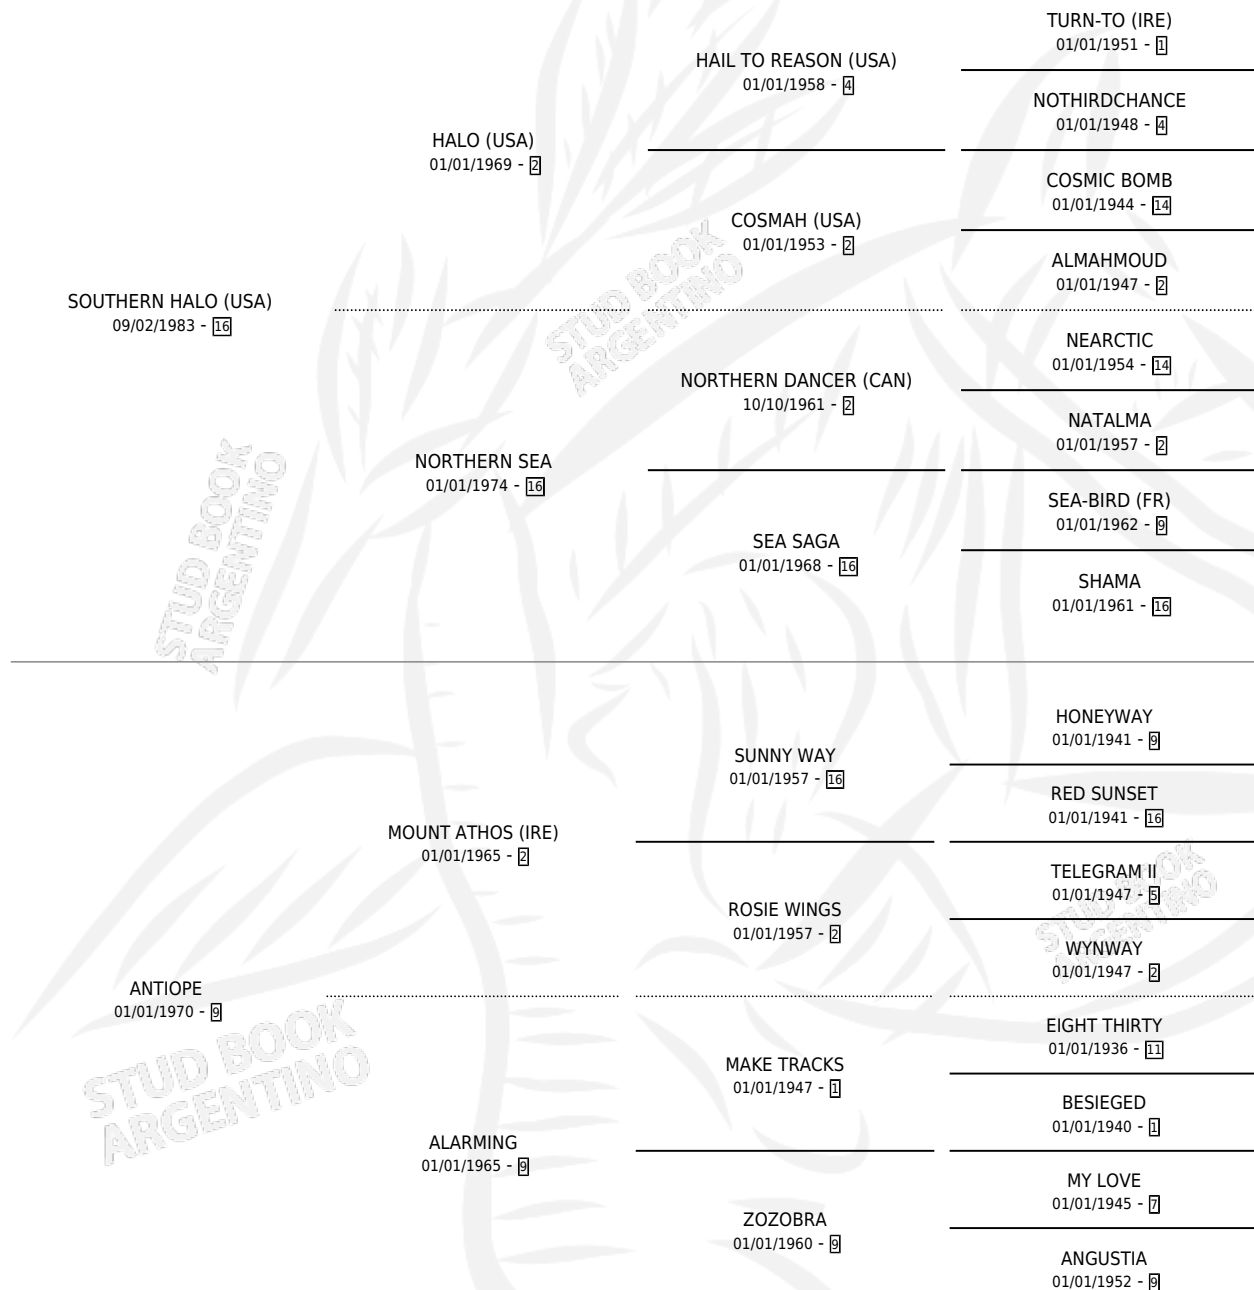 TURN-TO (IRE)
01/01/1951 - 1
HAIL TO REASON (USA)
01/01/1958 - 4
NOTHIRDCHANCE
01/01/1948 - 4
HALO (USA)
01/01/1969 - 2
COSMIC BOMB
01/01/1944 - 14
COSMAH (USA)
01/01/1953 - 2
ALMAHMOUD
01/01/1947 - 2
SOUTHERN HALO (USA)
09/02/1983 - 16
STUD BOOK
ARGENTINO
NEARCTIC
01/01/1954 - 14
NORTHERN DANCER (CAN)
10/10/1961 - 2
NATALMA
01/01/1957 - 2
NORTHERN SEA
01/01/1974 - 16
SEA-BIRD (FR)
01/01/1962 - 9
SEA SAGA
01/01/1968 - 16
SHAMA
01/01/1961 - 16
STUD BOOK
ARGENTINO
HONEYWAY
01/01/1941 - 9
SUNNY WAY
01/01/1957 - 16
RED SUNSET
01/01/1941 - 16
MOUNT ATHOS (IRE)
01/01/1965 - 2
TELEGRAM II
01/01/1947 - 5
ROSIE WINGS
01/01/1957 - 2
WYNWAY
01/01/1947 - 2
STUD BOOK
ARGENTINO
ANTIOPE
01/01/1970 - 9
EIGHT THIRTY
01/01/1936 - 11
MAKE TRACKS
01/01/1947 - 1
BESIEGED
01/01/1940 - 1
STUD BOOK
ARGENTINO
ALARMING
01/01/1965 - 9
MY LOVE
01/01/1945 - 7
ZOZOBRA
01/01/1960 - 9
ANGUSTIA
01/01/1952 - 9